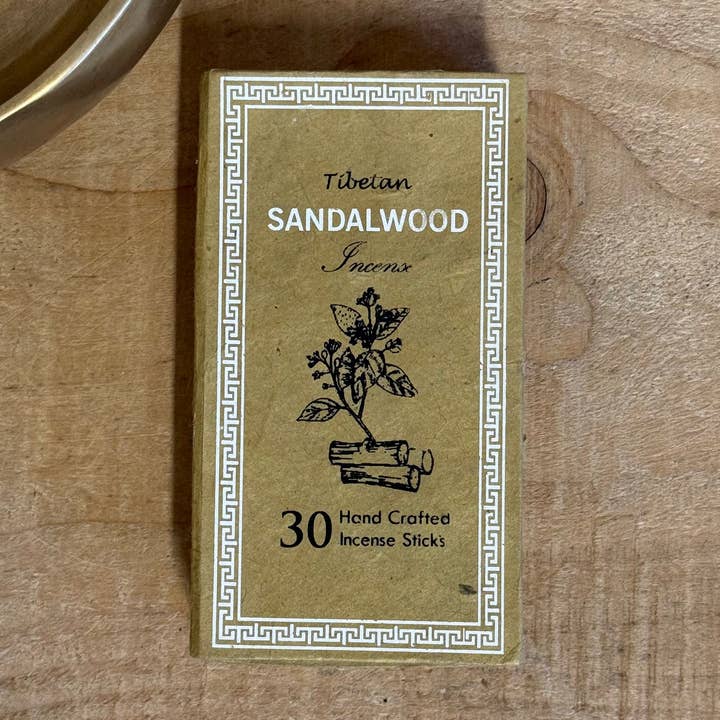 Tibetan
SANDALWOOD
Incense
30 Hand Crafted
Incense Sticks